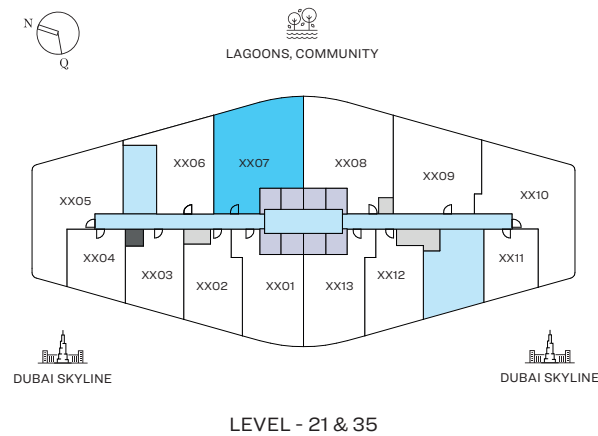 N
Q
LAGOONS, COMMUNITY
XX06
XX07
XX08
XX09
XX05
XX10
XX04
XX03
XX02
XX01
XX13
XX12
XX11
DUBAI SKYLINE
DUBAI SKYLINE
LEVEL - 21 & 35